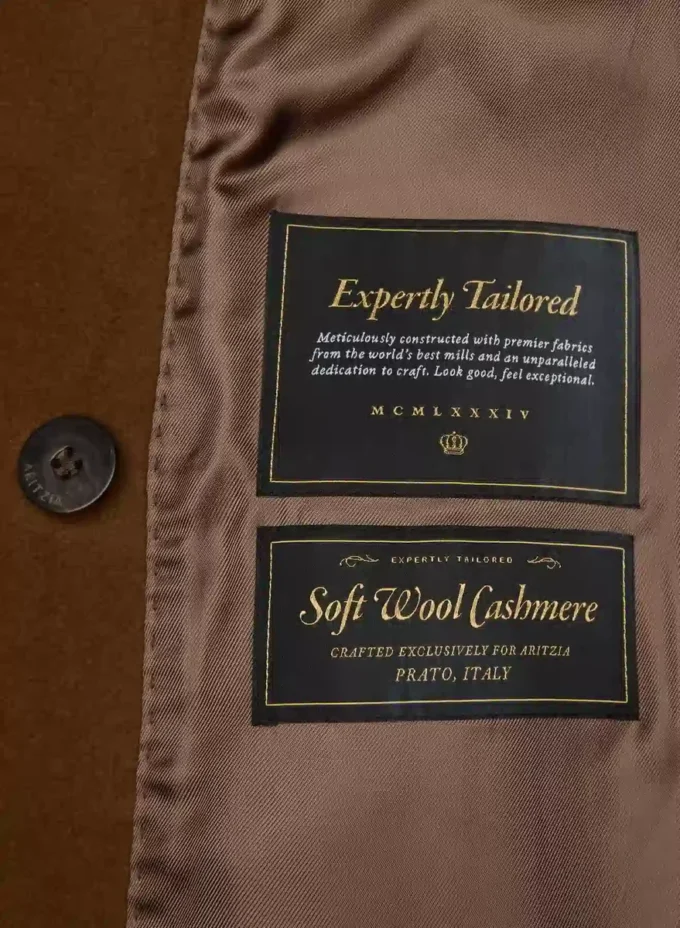 Expertly Tailored
Meticulously constructed with premier fabrics
from the world's best mills and an unparalleled
dedication to craft. Look good, feel exceptional.
MCMLXXXIV
EXPERTLY TAILORED
Soft Wool Cashmere
CRAFTED EXCLUSIVELY FOR ARITZIA
PRATO, ITALY
ARITZIA